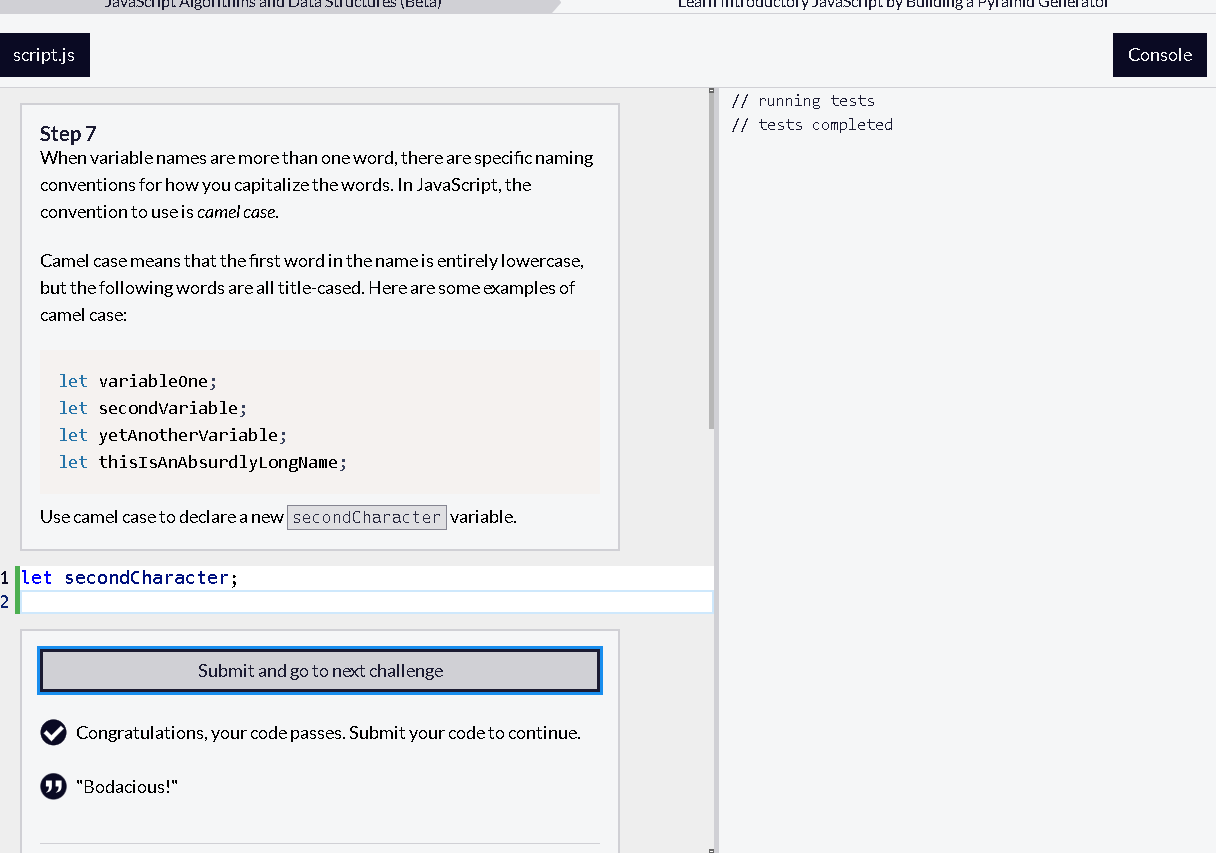 JavaScript Algorithms and Data Structures (Beta)
Learn Introductory JavaScript by Building a Pyramid Generator
script.js
Console
Step 7
When variable names are more than one word, there are specific naming
conventions for how you capitalize the words. In JavaScript, the
convention to use is camel case.
Camel case means that the first word in the name is entirely lowercase,
but the following words are all title-cased. Here are some examples of
camel case:
let variableOne;
let secondVariable;
let yetAnotherVariable;
let thisIsAnAbsurdlyLongName;
Use camel case to declare a new secondCharacter variable.
1 let secondCharacter;
2
Submit and go to next challenge
Congratulations, your code passes. Submit your code to continue.
"Bodacious!"
// running tests
// tests completed